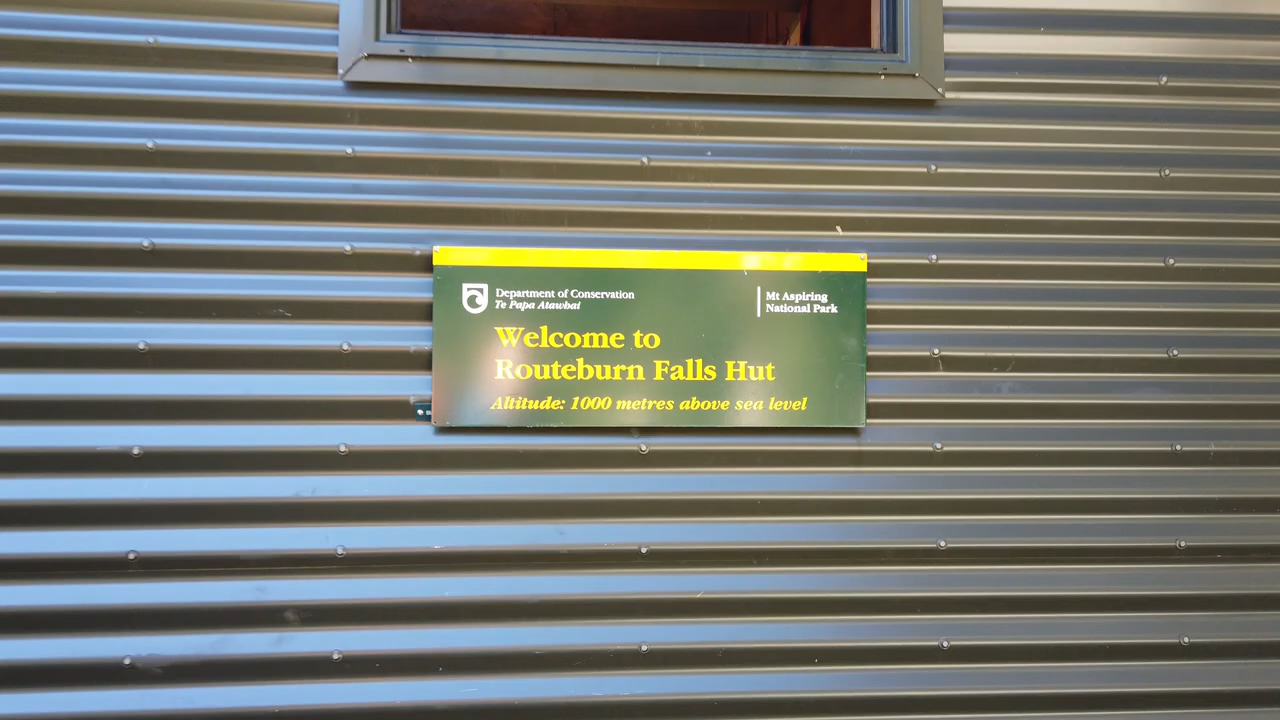 Department of Conservation
Te Papa Atawhai
Mt Aspiring
National Park
Welcome to
Routeburn Falls Hut
Altitude: 1000 metres above sea level